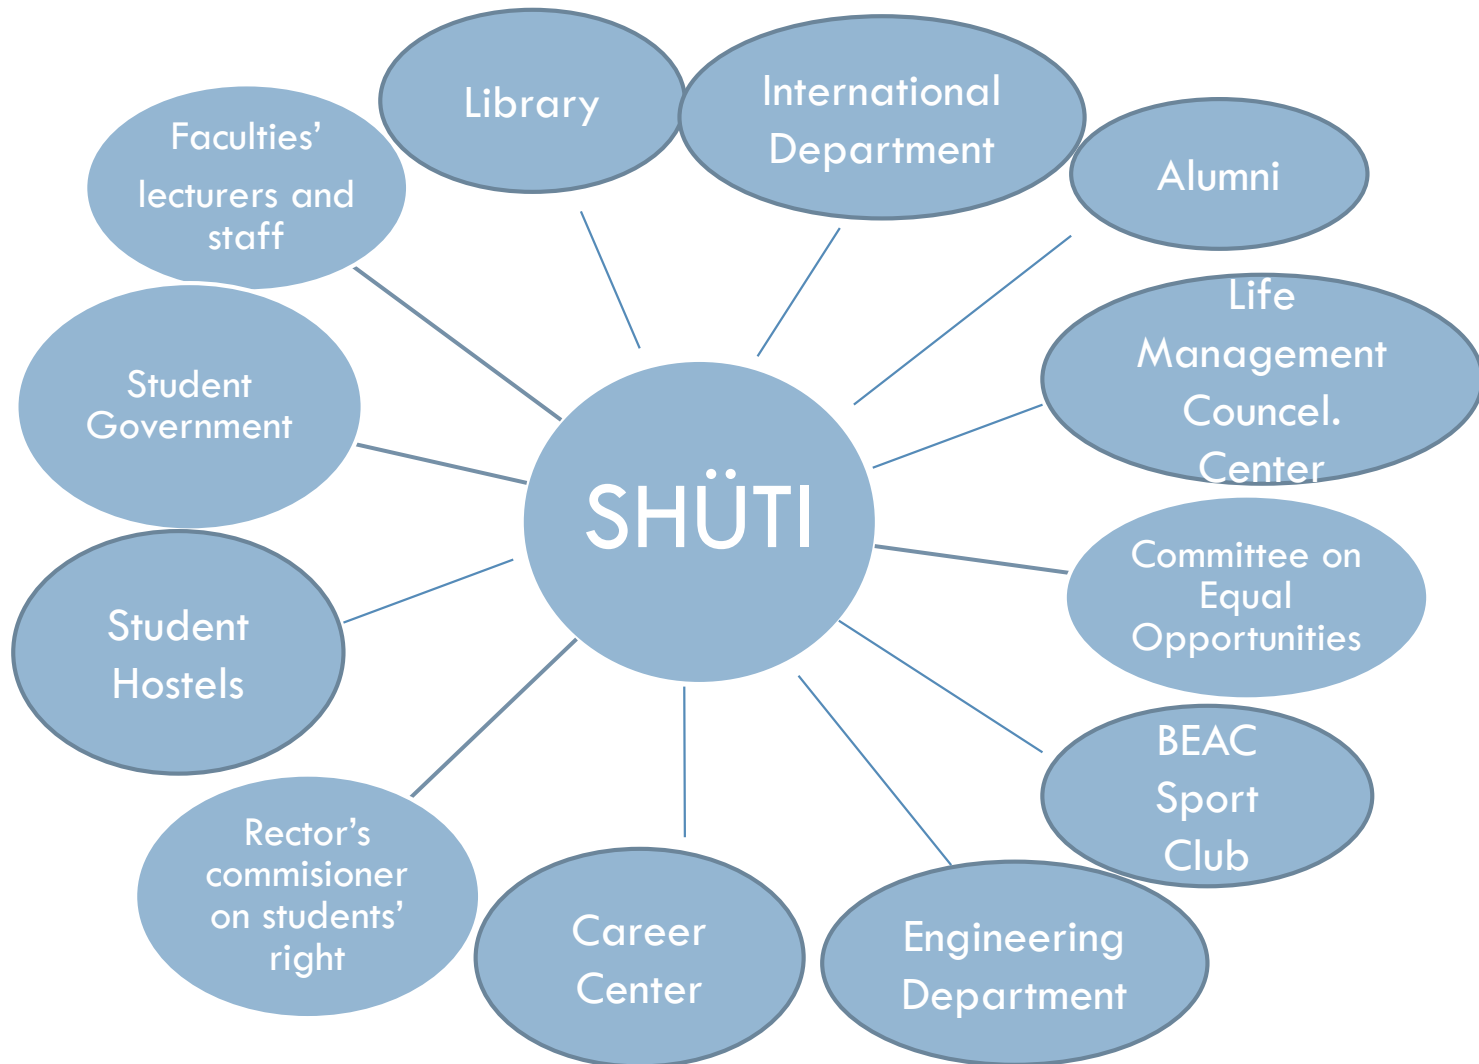 Library
International
Department
Alumni
Faculties’
lecturers and
staff
Life
Management
Councel.
Center
Student
Government
SHÜTI
Committee on
Equal
Opportunities
Student
Hostels
BEAC
Sport
Club
Rector’s
commisioner
on students’
right
Career
Center
Engineering
Department